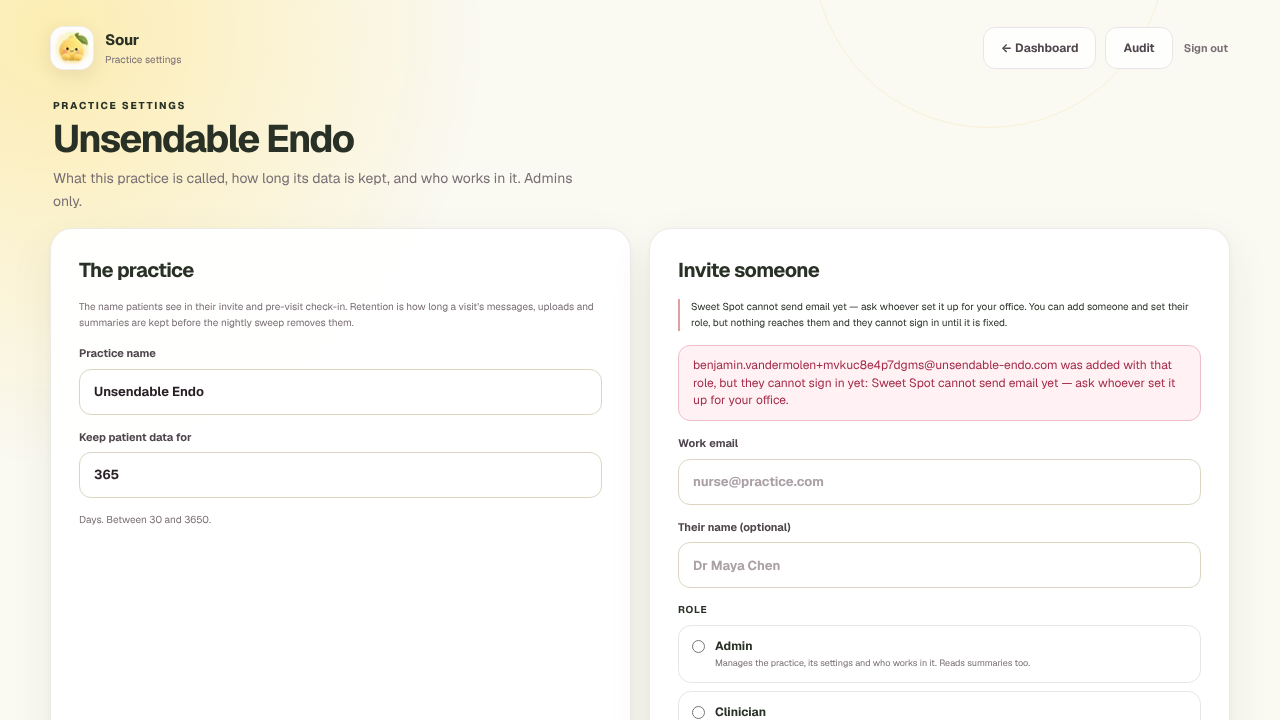 Sour
Practice settings
← Dashboard
Audit
Sign out
PRACTICE SETTINGS
Unsendable Endo
What this practice is called, how long its data is kept, and who works in it. Admins
only.
The practice
The name patients see in their invite and pre-visit check-in. Retention is how long a visit's messages, uploads and
summaries are kept before the nightly sweep removes them.
Practice name
Unsendable Endo
Keep patient data for
365
Days. Between 30 and 3650.
Invite someone
Sweet Spot cannot send email yet — ask whoever set it up for your office. You can add someone and set their
role, but nothing reaches them and they cannot sign in until it is fixed.
benjamin.vandermolen+mvkuc8e4p7dgms@unsendable-endo.com was added with that
role, but they cannot sign in yet: Sweet Spot cannot send email yet — ask whoever set it
up for your office.
Work email
nurse@practice.com
Their name (optional)
Dr Maya Chen
ROLE
Admin
Manages the practice, its settings and who works in it. Reads summaries too.
Clinician